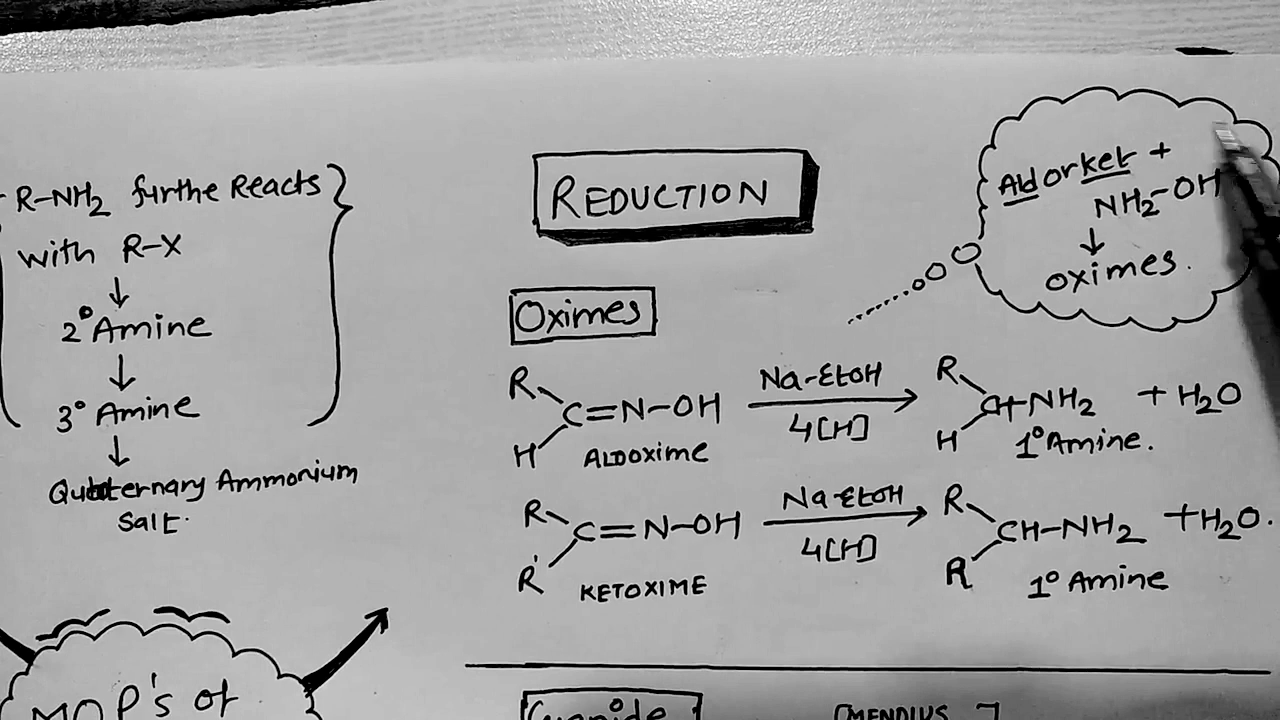 R-NH2 furthe Reacts
with R-X
↓
2° Amine
↓
3° Amine
↓
Ammonium
Salt.
MOP's of
REDUCTION
Ald or ket +
NH2-OH
↓
oximes.
Oximes
R
C=N-OH
H
ALDOXIME
Na-EtOH
4[H]
R
CH-NH2 + H2O
H
1° Amine.
R
C=N-OH
R'
KETOXIME
Na-EtOH
4[H]
R
CH-NH2 + H2O.
R
1° Amine
Cyanide
[MENDIUS